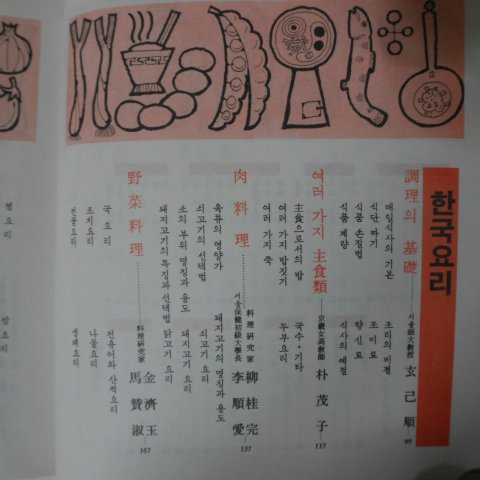 한국요리
調理의 基礎 서울師大敎授 玄己順 …… 99
매일식사의 기본
식단 짜기
식품 손질법
식품 계량
조리의 비결
조미료
향신료
식사의 예절
여러 가지 主食類 京畿女高敎師 朴茂子 …… 117
主食으로서의 밥
여러 가지 밥짓기
여러 가지 죽
국수·기타
두부요리
肉料理 料理硏究家 柳桂完
서울保健初級大學長 李順愛 …… 137
육류의 영양가
쇠고기의 선택법
소의 부위 명칭과 용도
돼지고기의 특징과 선택법
돼지고기의 명칭과 용도
쇠고기 요리
돼지고기 요리
닭고기 요리
野菜料理 料理硏究家 金濟玉
馬賛淑 …… 167
국 요리
조치요리
전골요리
전유어와 산적요리
나물요리
생채요리